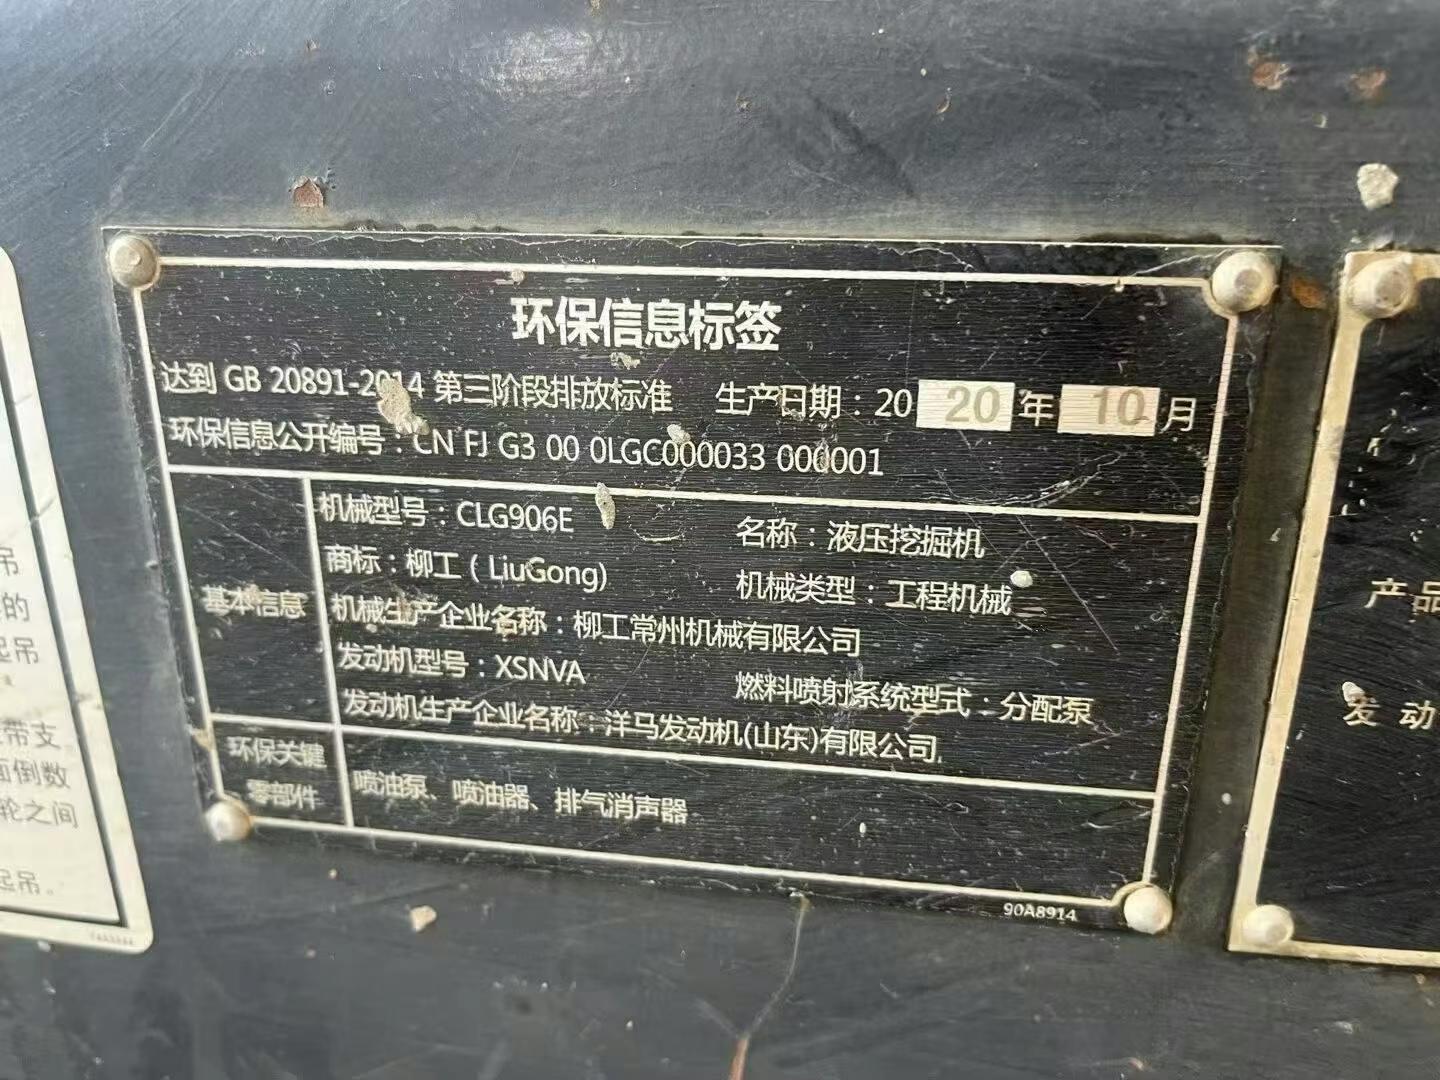 环保信息标签
达到 GB 20891-2014 第三阶段排放标准 生产日期：20 20 年 10 月
环保信息公开编号：CN FJ G3 00 0LGC000033 000001
基本信息
机械型号：CLG906E 名称：液压挖掘机
商标：柳工（LiuGong) 机械类型：工程机械
机械生产企业名称：柳工常州机械有限公司
发动机型号：XSNVA 燃料喷射系统型式：分配泵
发动机生产企业名称：洋马发动机(山东)有限公司
环保关键
零部件
喷油泵、喷油器、排气消声器
90A8914
吊
的
起吊
带支
面倒数
轮之间
起吊。
产品
发动